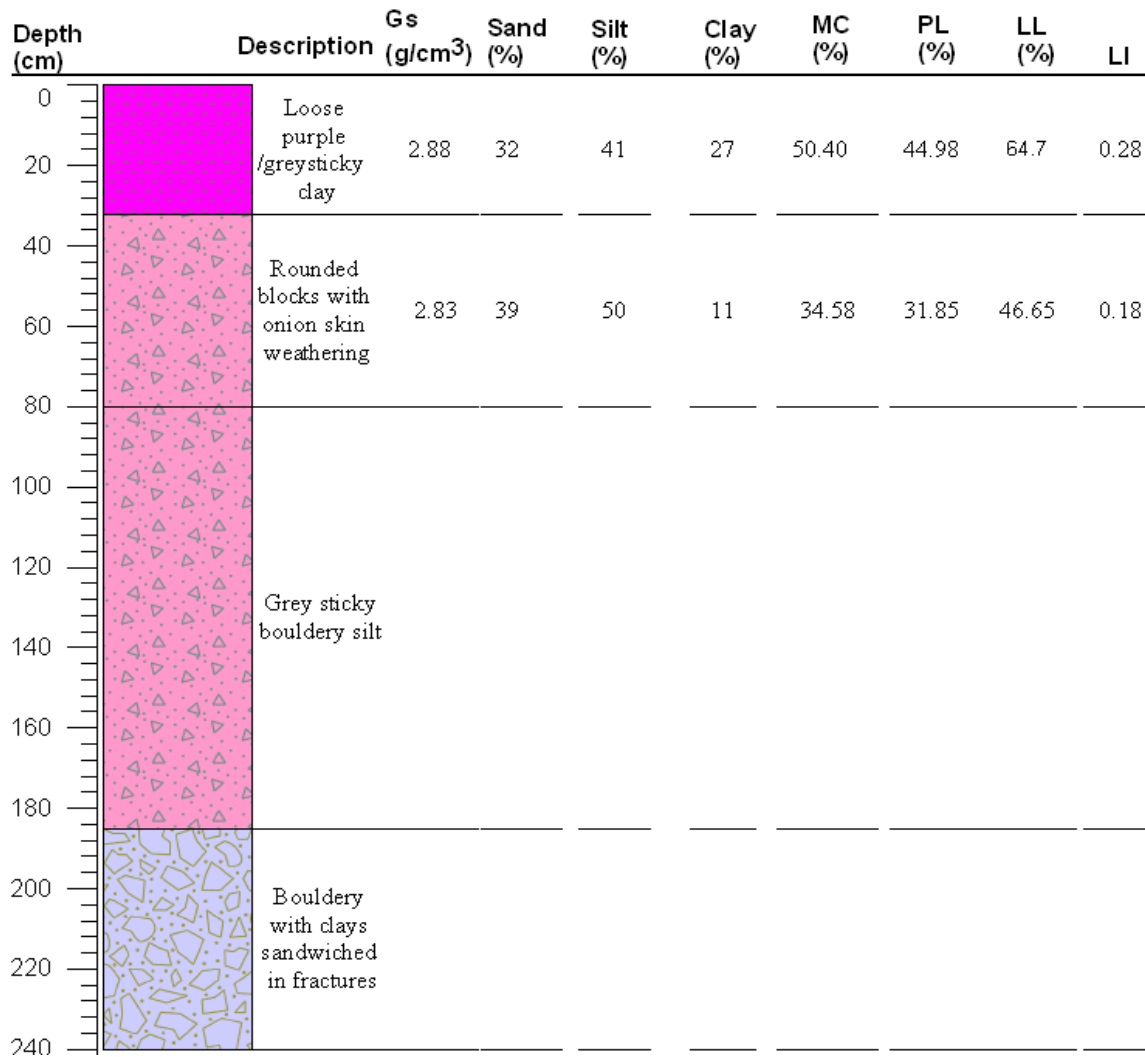 Depth (cm) Description Gs (g/cm3) Sand (%) Silt (%) Clay (%) MC (%) PL (%) LL (%) LI
0
Loose
purple
/greysticky
clay
2.88 32 41 27 50.40 44.98 64.7 0.28
20
40
Rounded
blocks with
onion skin
weathering
2.83 39 50 11 34.58 31.85 46.65 0.18
60
80
100
120
Grey sticky
bouldery silt
140
160
180
200
Bouldery
with clays
sandwiched
in fractures
220
240